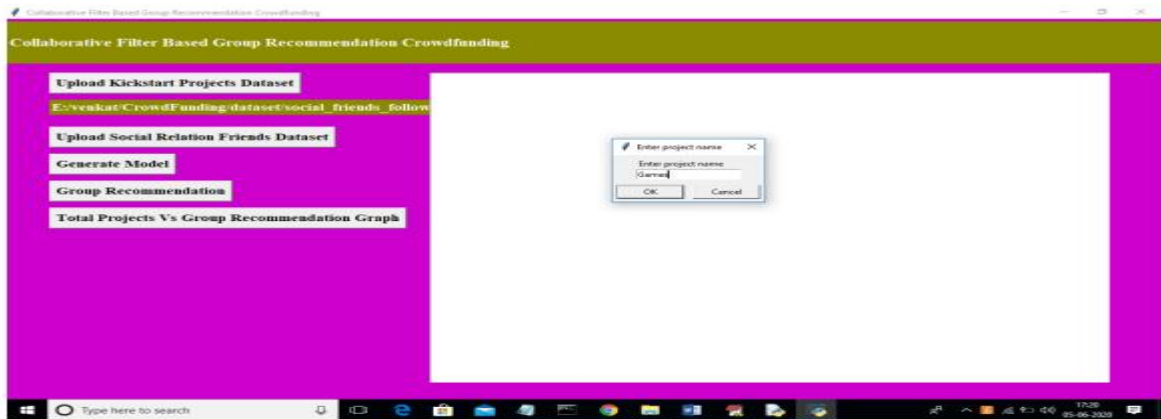 Collaborative Filter Based Group Recommendation Crowdfunding
Collaborative Filter Based Group Recommendation Crowdfunding
Upload Kickstart Projects Dataset
E:/venkat/CrowdFunding/dataset/social_friends_follow
Upload Social Relation Friends Dataset
Generate Model
Group Recommendation
Total Projects Vs Group Recommendation Graph
Enter project name
Enter project name
Games
OK Cancel
Type here to search
17:20
05-06-2020